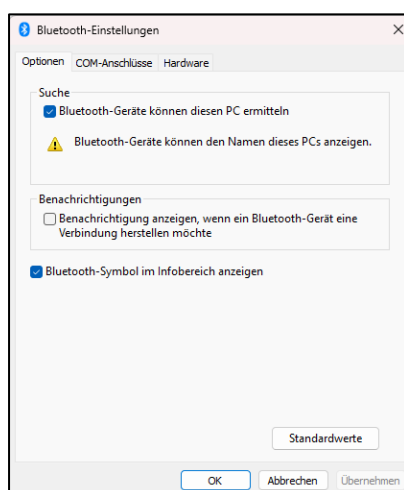 Bluetooth-Einstellungen
Optionen COM-Anschlüsse Hardware
Suche
Bluetooth-Geräte können diesen PC ermitteln
Bluetooth-Geräte können den Namen dieses PCs anzeigen.
Benachrichtigungen
Benachrichtigung anzeigen, wenn ein Bluetooth-Gerät eine
Verbindung herstellen möchte
Bluetooth-Symbol im Infobereich anzeigen
Standardwerte
OK Abbrechen Übernehmen